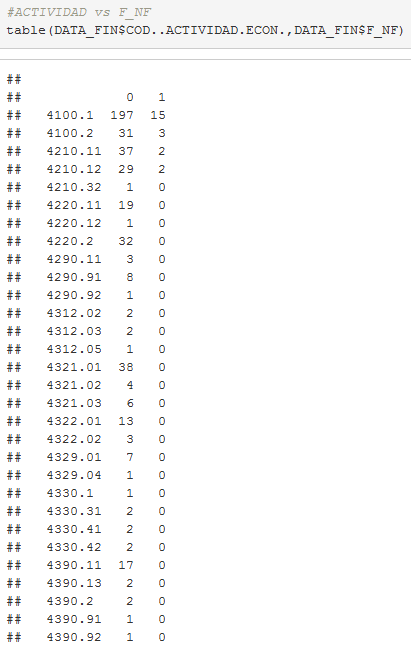 #ACTIVIDAD vs F_NF
table(DATA_FIN$COD..ACTIVIDAD.ECON.,DATA_FIN$F_NF)
##
##              0   1
##   4100.1   197  15
##   4100.2    31   3
##   4210.11   37   2
##   4210.12   29   2
##   4210.32    1   0
##   4220.11   19   0
##   4220.12    1   0
##   4220.2    32   0
##   4290.11    3   0
##   4290.91    8   0
##   4290.92    1   0
##   4312.02    2   0
##   4312.03    2   0
##   4312.05    1   0
##   4321.01   38   0
##   4321.02    4   0
##   4321.03    6   0
##   4322.01   13   0
##   4322.02    3   0
##   4329.01    7   0
##   4329.04    1   0
##   4330.1     1   0
##   4330.31    2   0
##   4330.41    2   0
##   4330.42    2   0
##   4390.11   17   0
##   4390.13    2   0
##   4390.2     2   0
##   4390.91    1   0
##   4390.92    1   0